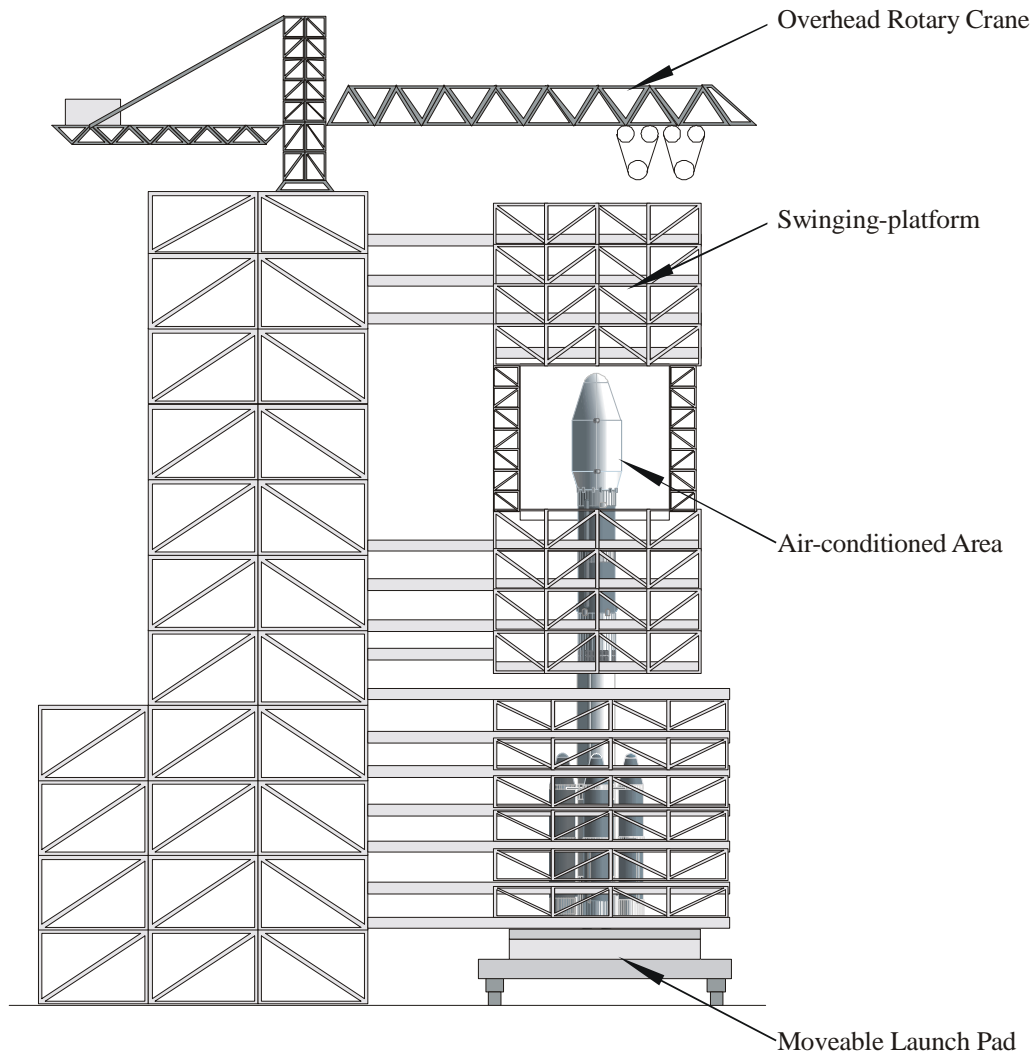 Overhead Rotary Crane
Swinging-platform
Air-conditioned Area
Moveable Launch Pad